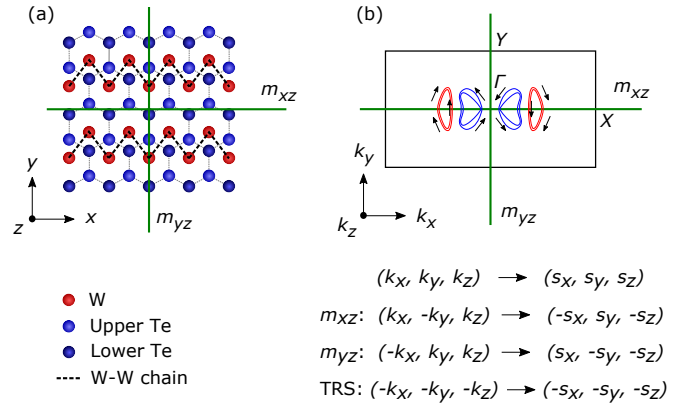 (a)
m_xz
y
z
x
m_yz
W
Upper Te
Lower Te
W-W chain
(b)
Y
Γ
m_xz
X
k_y
k_z
k_x
m_yz
(k_x, k_y, k_z) → (s_x, s_y, s_z)
m_xz: (k_x, -k_y, k_z) → (-s_x, s_y, -s_z)
m_yz: (-k_x, k_y, k_z) → (s_x, -s_y, -s_z)
TRS: (-k_x, -k_y, -k_z) → (-s_x, -s_y, -s_z)